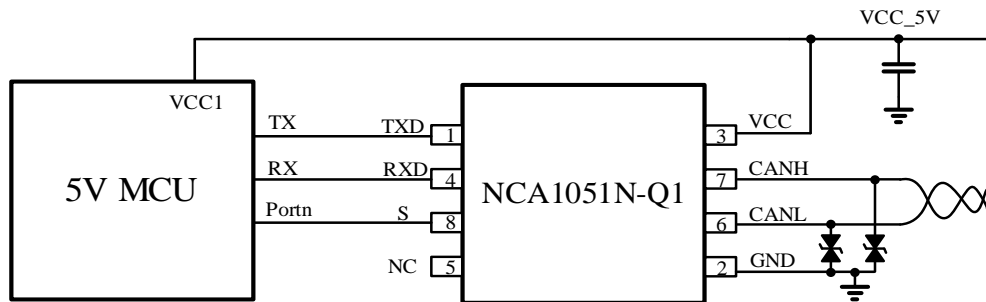 VCC_5V
VCC1
TX TXD 1
3 VCC
RX RXD 4
7 CANH
5V MCU
NCA1051N-Q1
Portn S 8
6 CANL
NC 5
2 GND